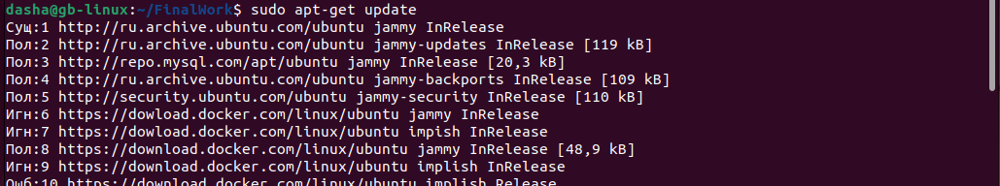 dasha@gb-linux:~/FinalWork$ sudo apt-get update
Сущ:1 http://ru.archive.ubuntu.com/ubuntu jammy InRelease
Пол:2 http://ru.archive.ubuntu.com/ubuntu jammy-updates InRelease [119 kB]
Пол:3 http://repo.mysql.com/apt/ubuntu jammy InRelease [20,3 kB]
Пол:4 http://ru.archive.ubuntu.com/ubuntu jammy-backports InRelease [109 kB]
Пол:5 http://security.ubuntu.com/ubuntu jammy-security InRelease [110 kB]
Игн:6 https://dowload.docker.com/linux/ubuntu jammy InRelease
Игн:7 https://dowload.docker.com/linux/ubuntu impish InRelease
Пол:8 https://download.docker.com/linux/ubuntu jammy InRelease [48,9 kB]
Игн:9 https://download.docker.com/linux/ubuntu implish InRelease
Ошб:10 https://download.docker.com/linux/ubuntu implish Release